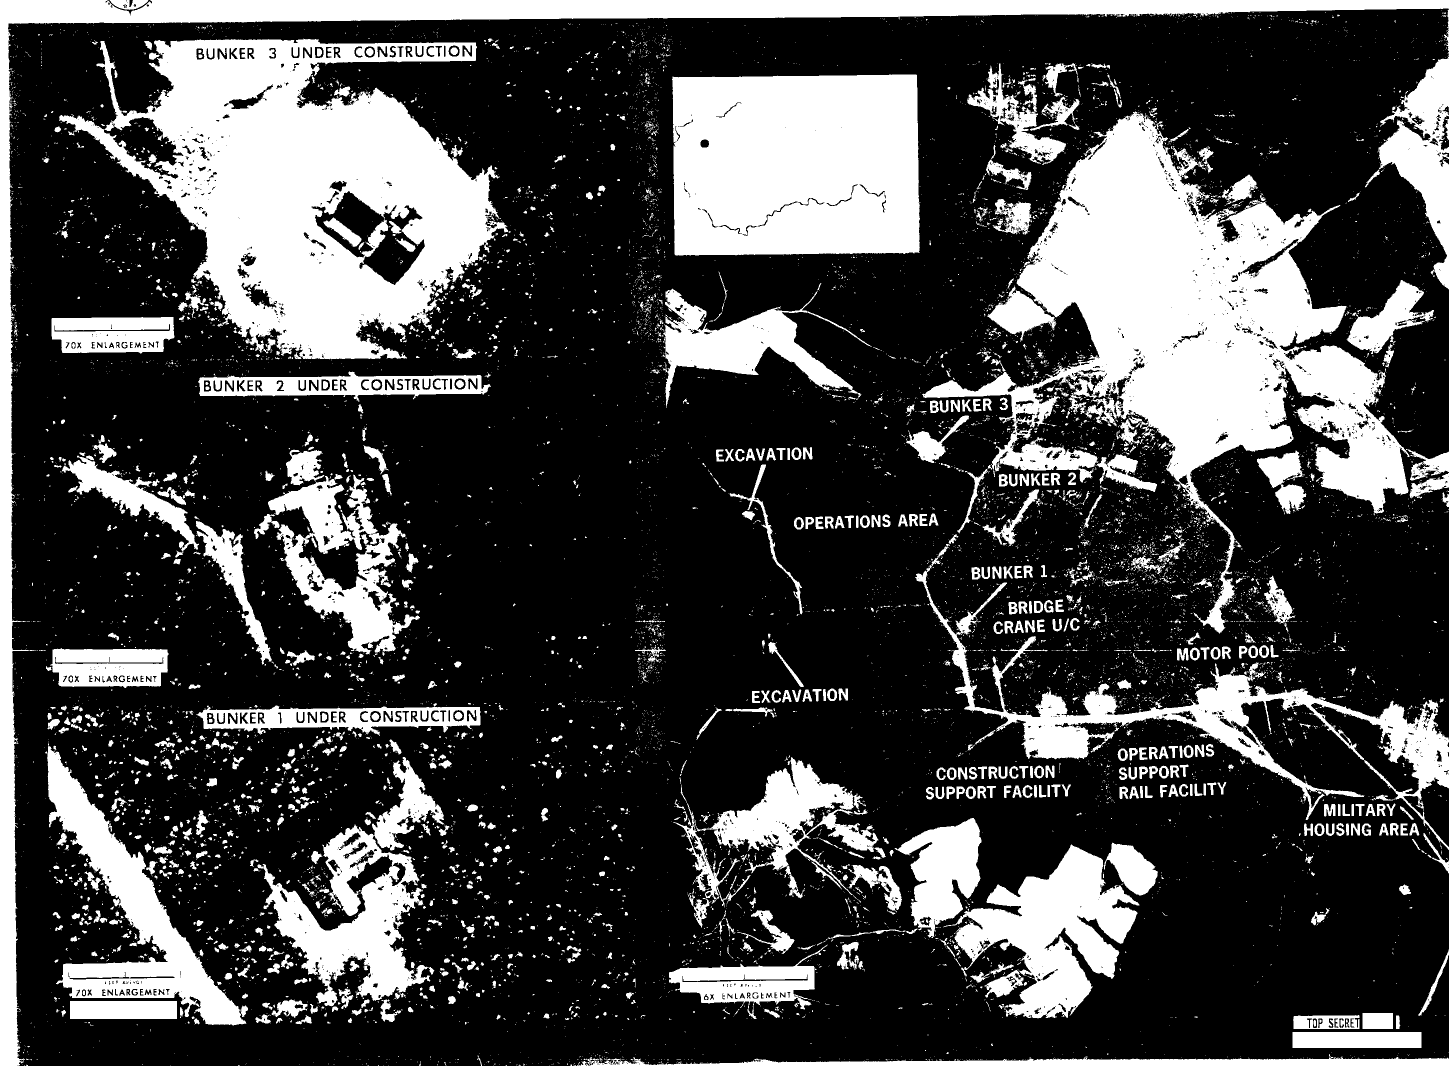 BUNKER 3 UNDER CONSTRUCTION
70X ENLARGEMENT
BUNKER 2 UNDER CONSTRUCTION
70X ENLARGEMENT
BUNKER 1 UNDER CONSTRUCTION
70X ENLARGEMENT
BUNKER 3
EXCAVATION
BUNKER 2
OPERATIONS AREA
BUNKER 1
BRIDGE
CRANE U/C
MOTOR POOL
EXCAVATION
CONSTRUCTION
SUPPORT FACILITY
OPERATIONS
SUPPORT
RAIL FACILITY
MILITARY
HOUSING AREA
6X ENLARGEMENT
TOP SECRET